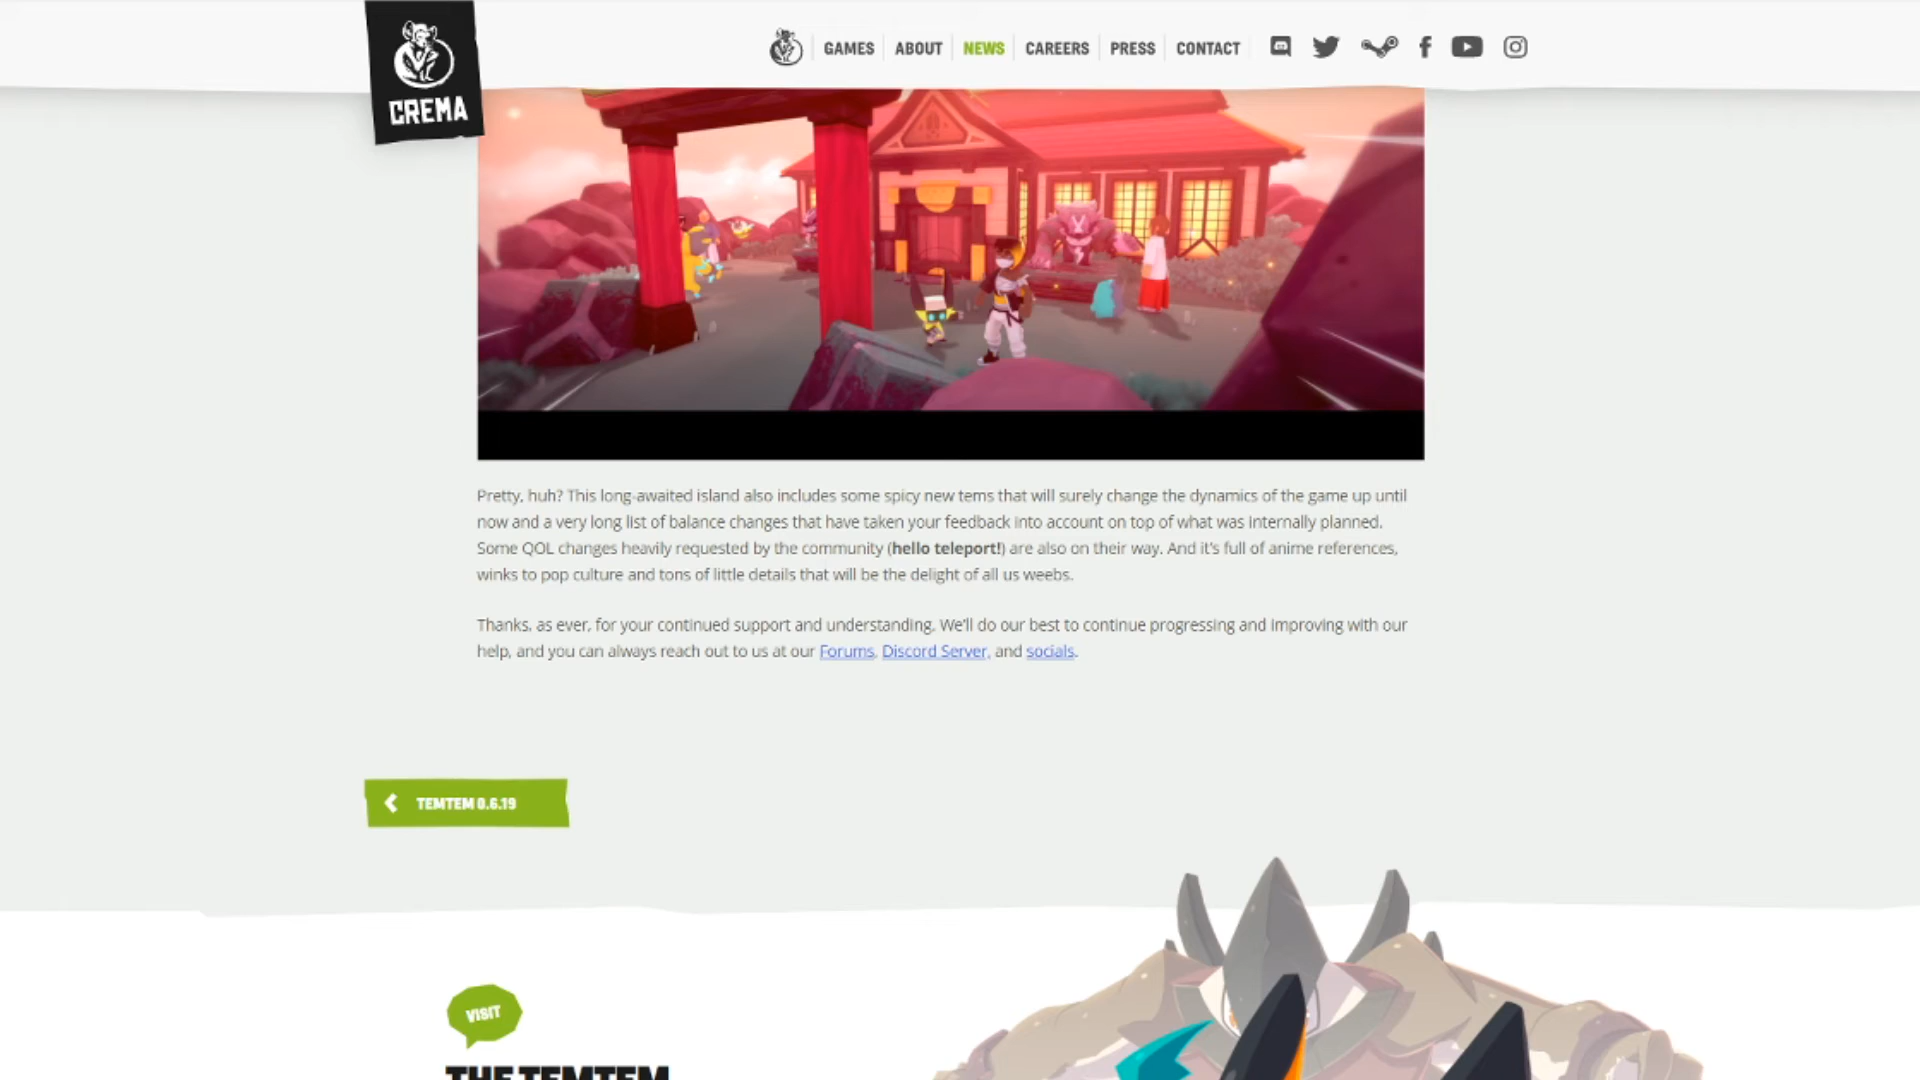 CREMA
GAMES
ABOUT
NEWS
CAREERS
PRESS
CONTACT
Pretty, huh? This long-awaited island also includes some spicy new tems that will surely change the dynamics of the game up until
now and a very long list of balance changes that have taken your feedback into account on top of what was internally planned.
Some QOL changes heavily requested by the community (hello teleport!) are also on their way. And it's full of anime references,
winks to pop culture and tons of little details that will be the delight of all us weebs.
Thanks, as ever, for your continued support and understanding. We'll do our best to continue progressing and improving with our
help, and you can always reach out to us at our Forums, Discord Server, and socials.
TEMTEM 0.6.19
VISIT
THE TEMTEM